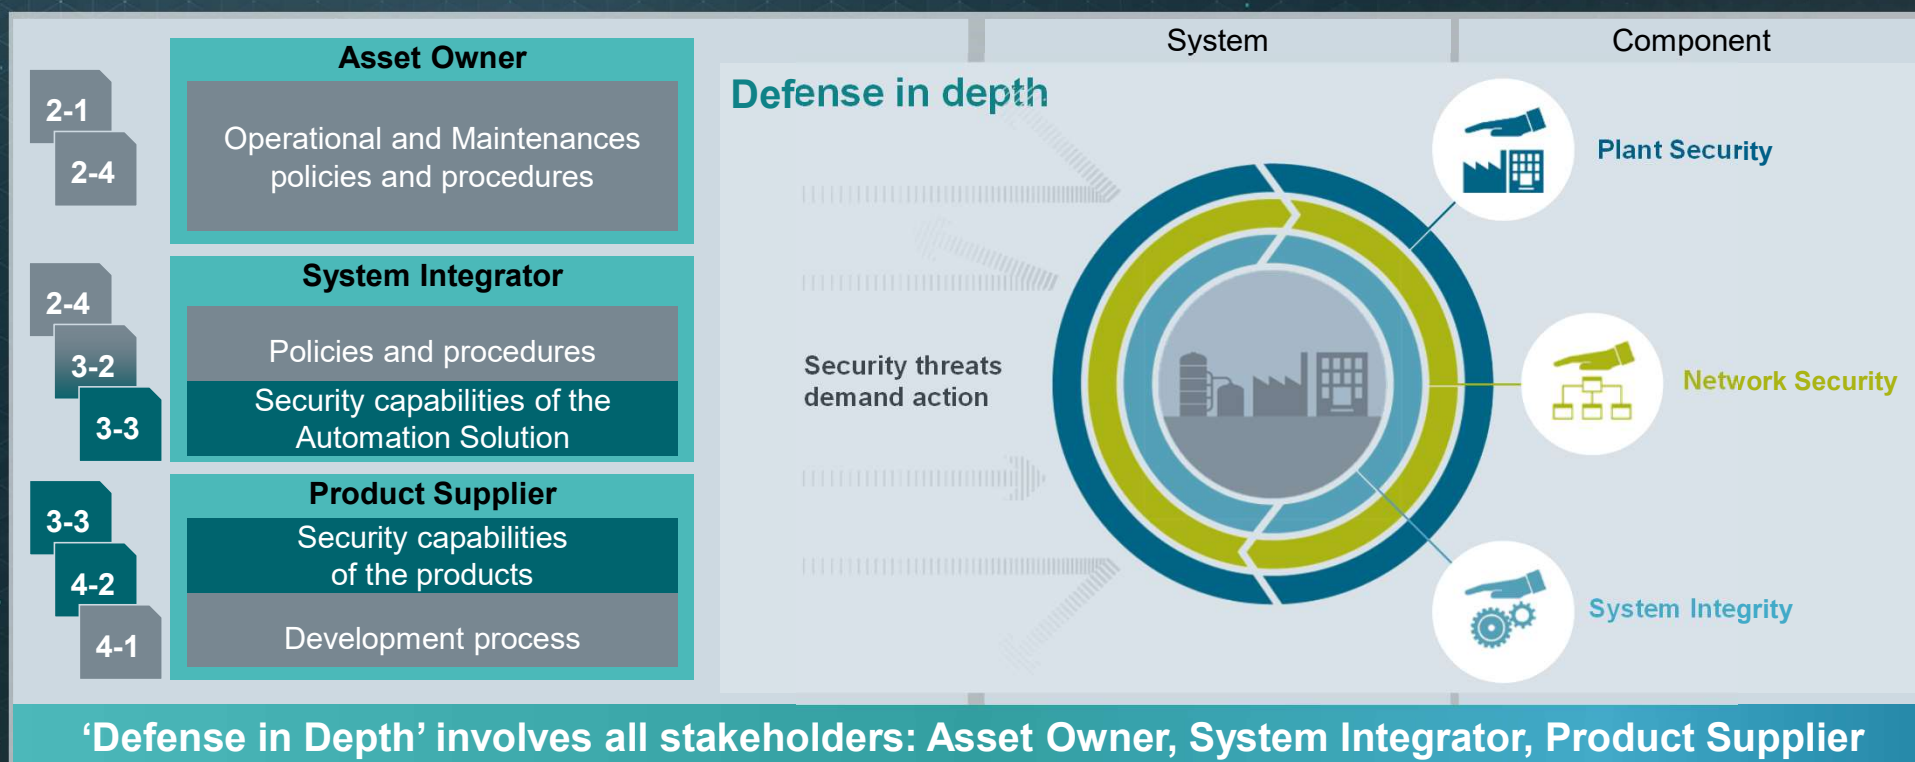 System
Component
Asset Owner
2-1
2-4
Operational and Maintenances
policies and procedures
System Integrator
2-4
3-2
3-3
Policies and procedures
Security capabilities of the
Automation Solution
Product Supplier
3-3
4-2
4-1
Security capabilities
of the products
Development process
Defense in depth
Security threats
demand action
Plant Security
Network Security
System Integrity
‘Defense in Depth’ involves all stakeholders: Asset Owner, System Integrator, Product Supplier